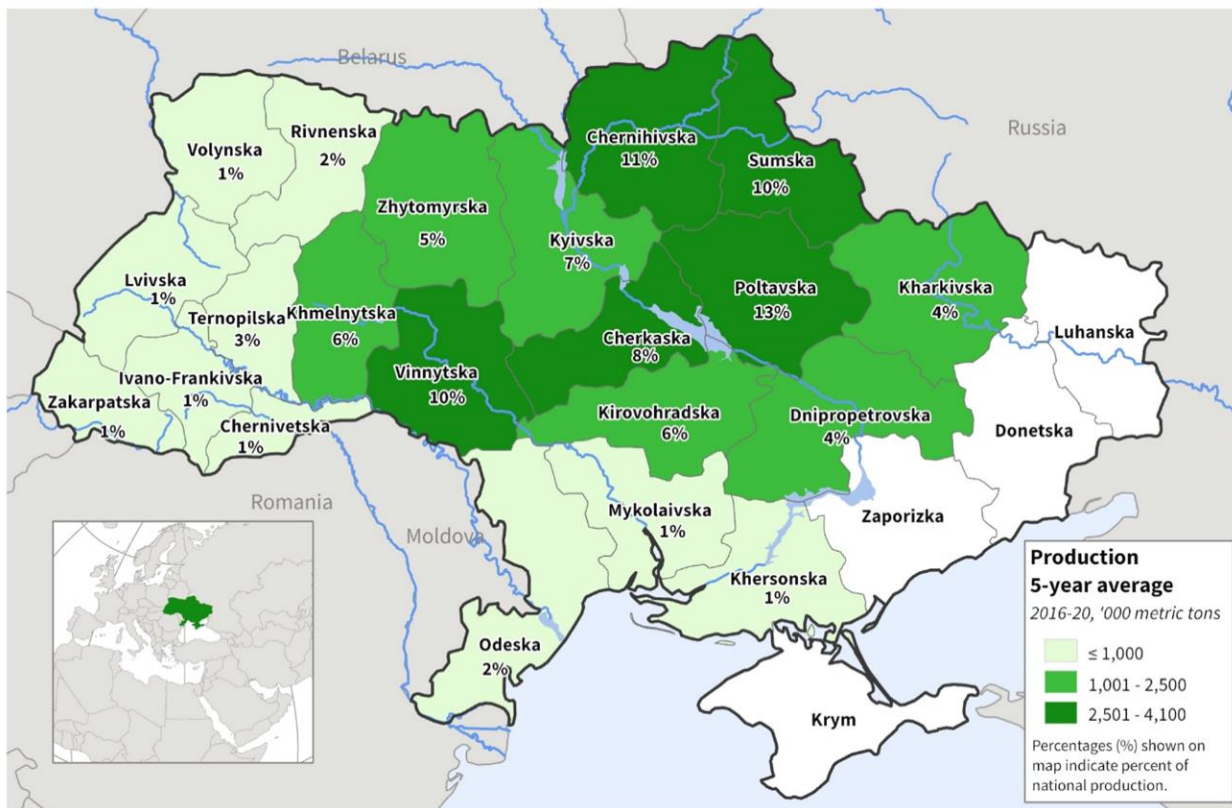 Belarus
Russia
Chernihivska
11%
Rivnenska
2%
Volynska
1%
Sumska
10%
Zhytomyrska
5%
Kyivska
7%
Lvivska
1%
Ternopilska
3%
Khmelnytska
6%
Poltavska
13%
Kharkivska
4%
Luhanska
Cherkaska
8%
Vinnytska
10%
Ivano-Frankivska
1%
Zakarpatska
1%
Chernivetska
1%
Kirovohradska
6%
Dnipropetrovska
4%
Donetska
Romania
Moldova
Mykolaivska
1%
Zaporizka
Khersonska
1%
Odeska
2%
Krym
Production
5-year average
2016-20, '000 metric tons
≤ 1,000
1,001 - 2,500
2,501 - 4,100
Percentages (%) shown on
map indicate percent of
national production.